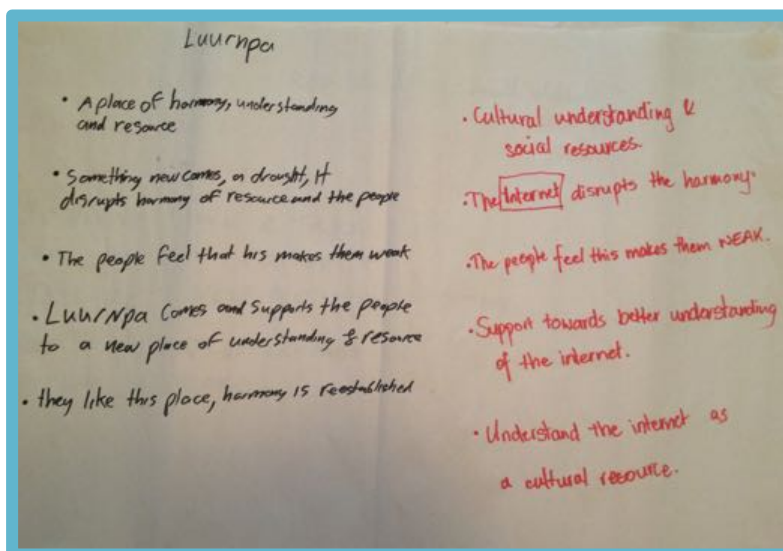 Luurnpa
• A place of harmony, understanding
and resource
• Something new comes, a drought, It
disrupts harmony of resource and the people
• The people feel that his makes them weak
• Luurnpa comes and supports the people
to a new place of understanding & resource
• they like this place, harmony is reestablished
• Cultural understanding &
social resources.
• The Internet disrupts the harmony.
• The people feel this makes them WEAK.
• Support towards better understanding
of the internet.
• Understand the internet as
a cultural resource.